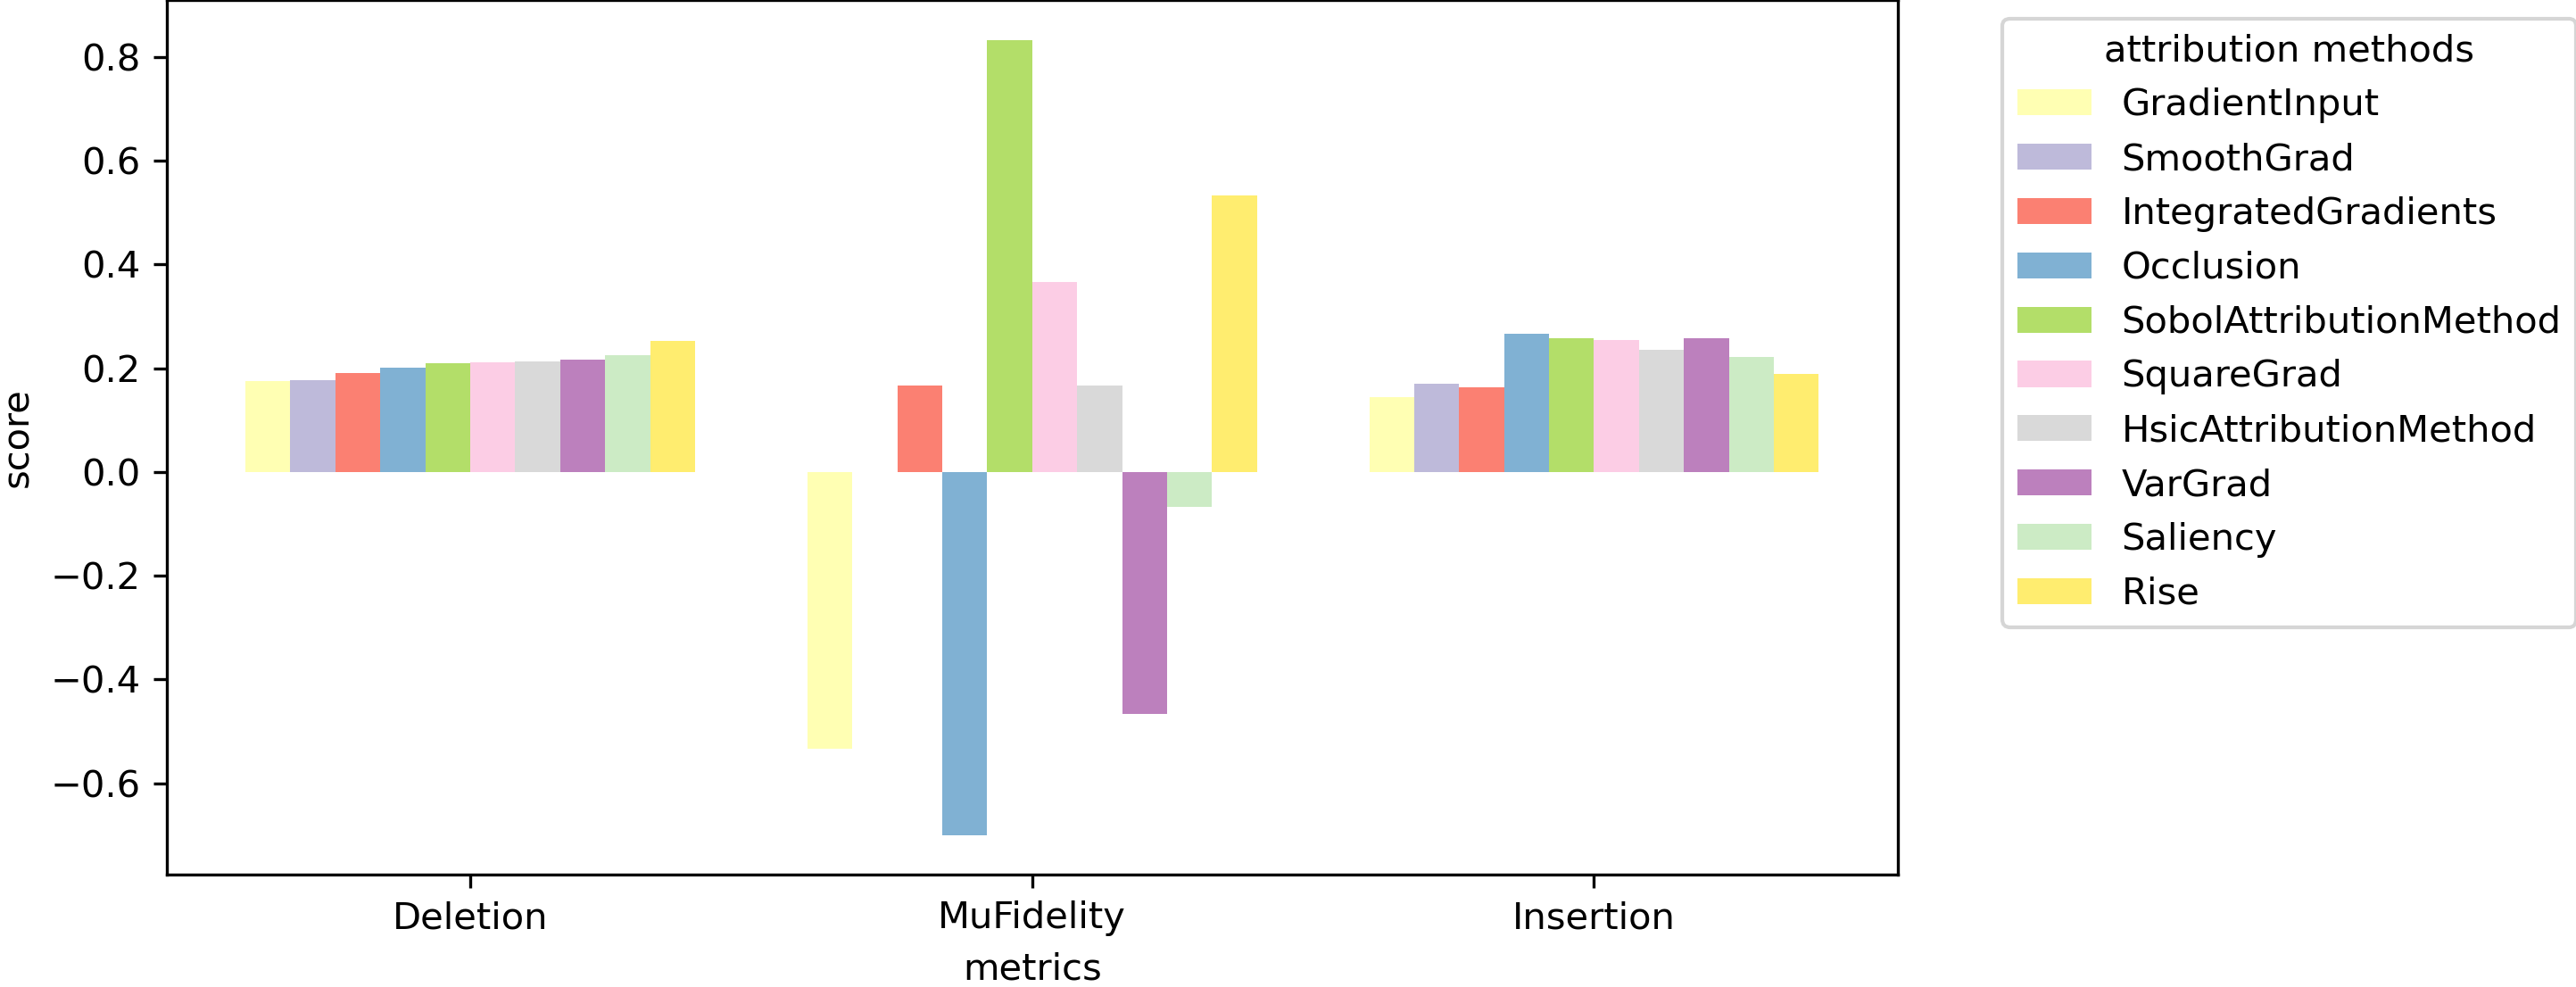 0.8
0.6
0.4
0.2
0.0
−0.2
−0.4
−0.6
score
Deletion
MuFidelity
Insertion
metrics
attribution methods
GradientInput
SmoothGrad
IntegratedGradients
Occlusion
SobolAttributionMethod
SquareGrad
HsicAttributionMethod
VarGrad
Saliency
Rise